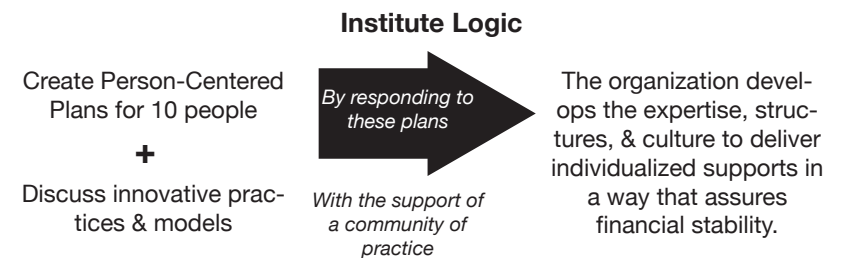 Institute Logic
Create Person-Centered
Plans for 10 people
+
Discuss innovative prac-
tices & models
By responding to
these plans
With the support of
a community of
practice
The organization devel-
ops the expertise, struc-
tures, & culture to deliver
individualized supports in
a way that assures
financial stability.